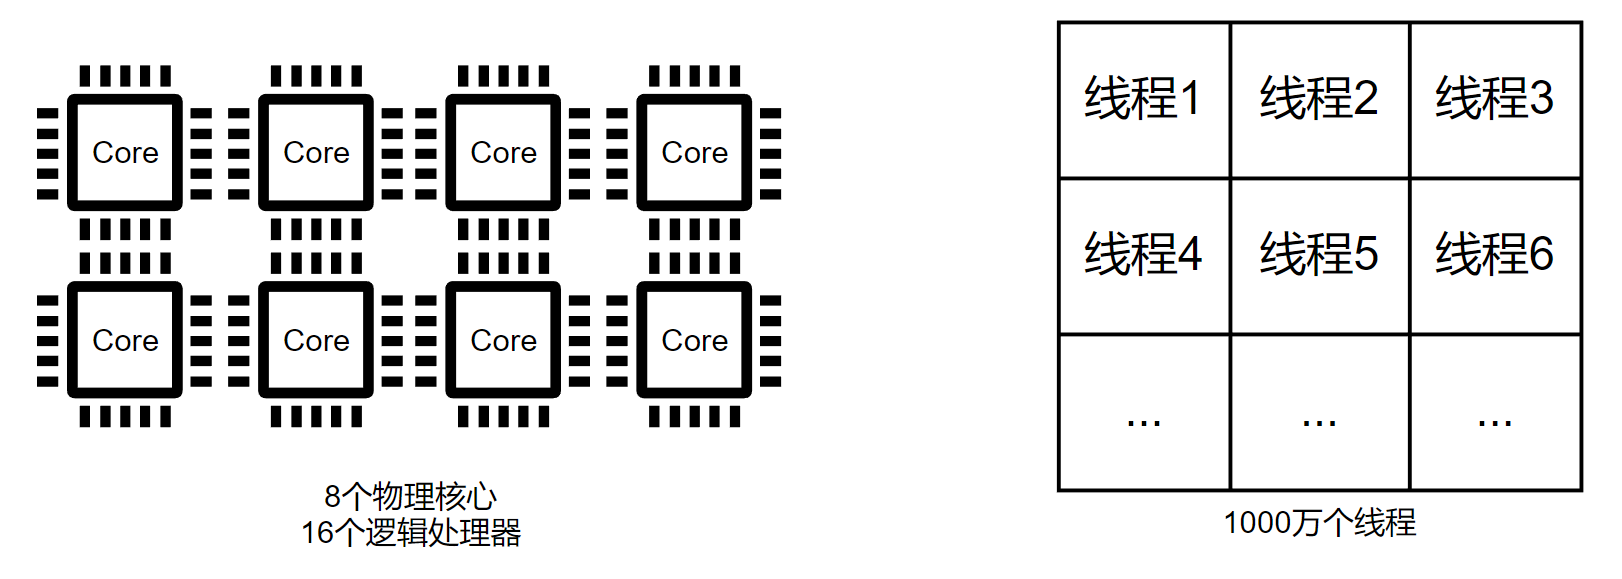 Core
Core
Core
Core
Core
Core
Core
Core
8个物理核心
16个逻辑处理器
线程1
线程2
线程3
线程4
线程5
线程6
...
...
...
1000万个线程